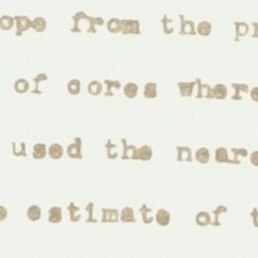 ope from the pr
of cores where
used the neare
e estimate of t